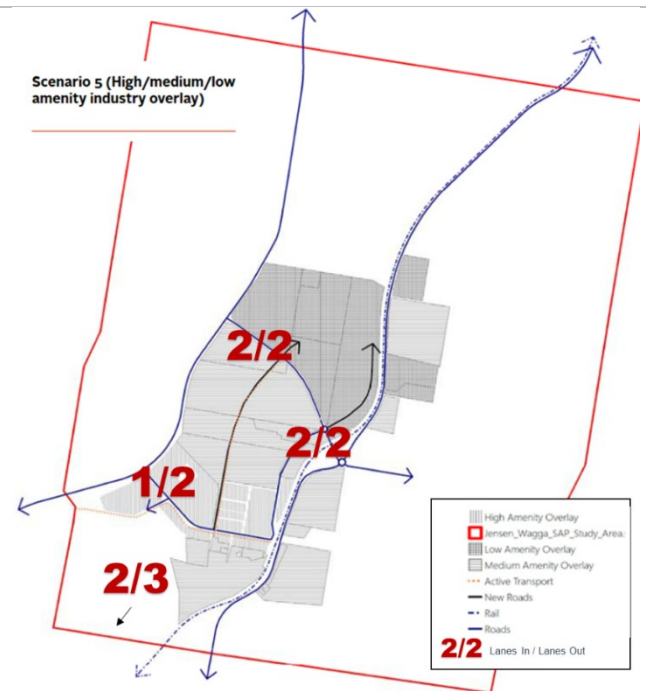 Scenario 5 (High/medium/low
amenity industry overlay)
2/2
2/2
1/2
2/3
High Amenity Overlay
Jensen_Wagga_SAP_Study_Area:
Low Amenity Overlay
Medium Amenity Overlay
Active Transport
New Roads
Rail
Roads
2/2 Lanes In / Lanes Out